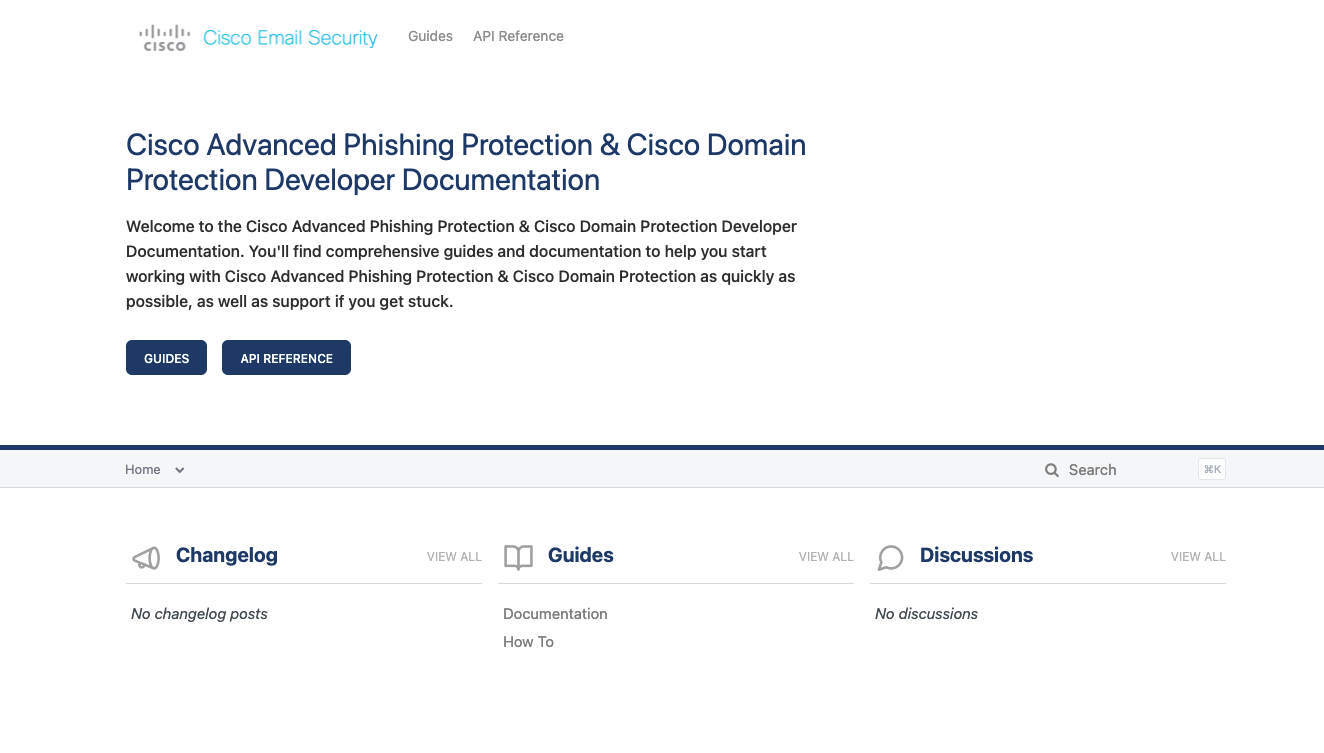 CISCO Cisco Email Security Guides API Reference
Cisco Advanced Phishing Protection & Cisco Domain
Protection Developer Documentation
Welcome to the Cisco Advanced Phishing Protection & Cisco Domain Protection Developer
Documentation. You'll find comprehensive guides and documentation to help you start
working with Cisco Advanced Phishing Protection & Cisco Domain Protection as quickly as
possible, as well as support if you get stuck.
GUIDES API REFERENCE
Home Search ⌘K
Changelog VIEW ALL Guides VIEW ALL Discussions VIEW ALL
No changelog posts Documentation No discussions
How To